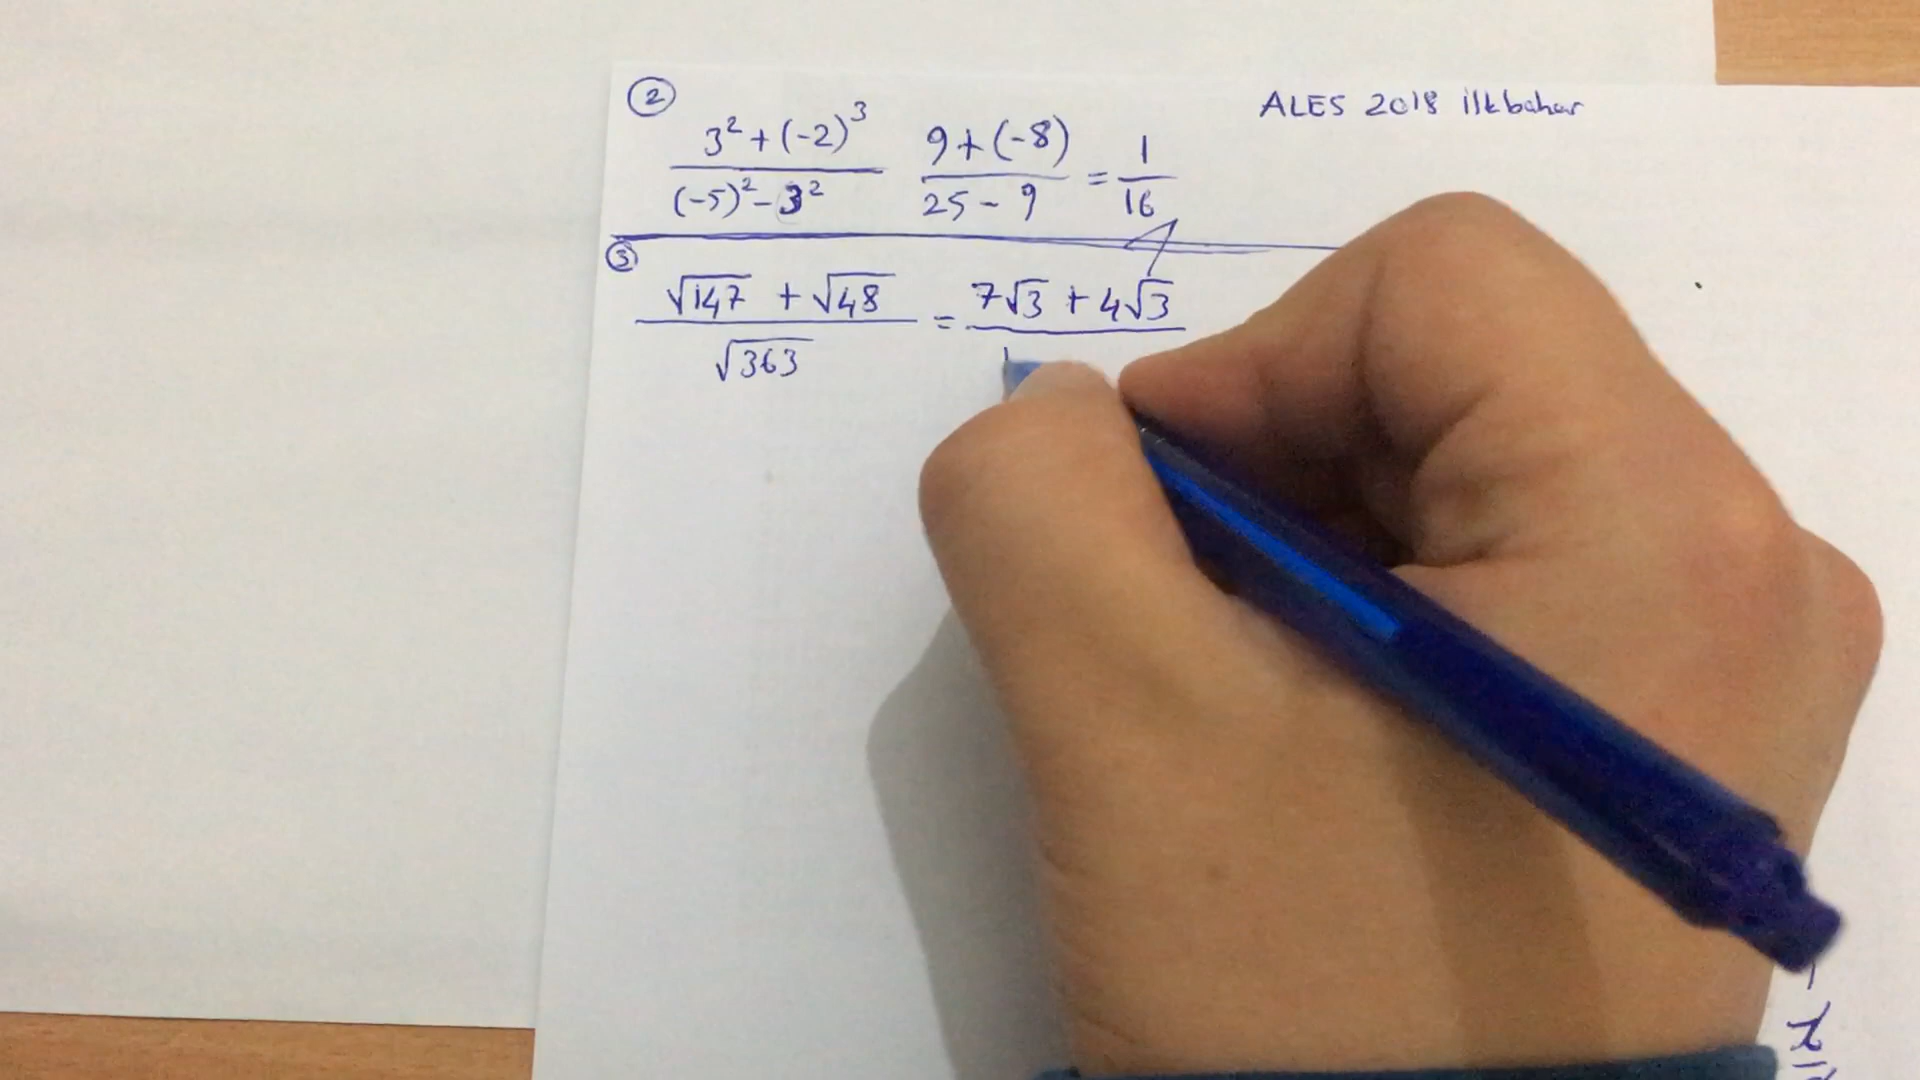 ② ALES 2018 ilkbahar
3² + (-2)³ / (-5)² - 3² 9 + (-8) / 25 - 9 = 1 / 16
③
√147 + √48 / √363 = 7√3 + 4√3